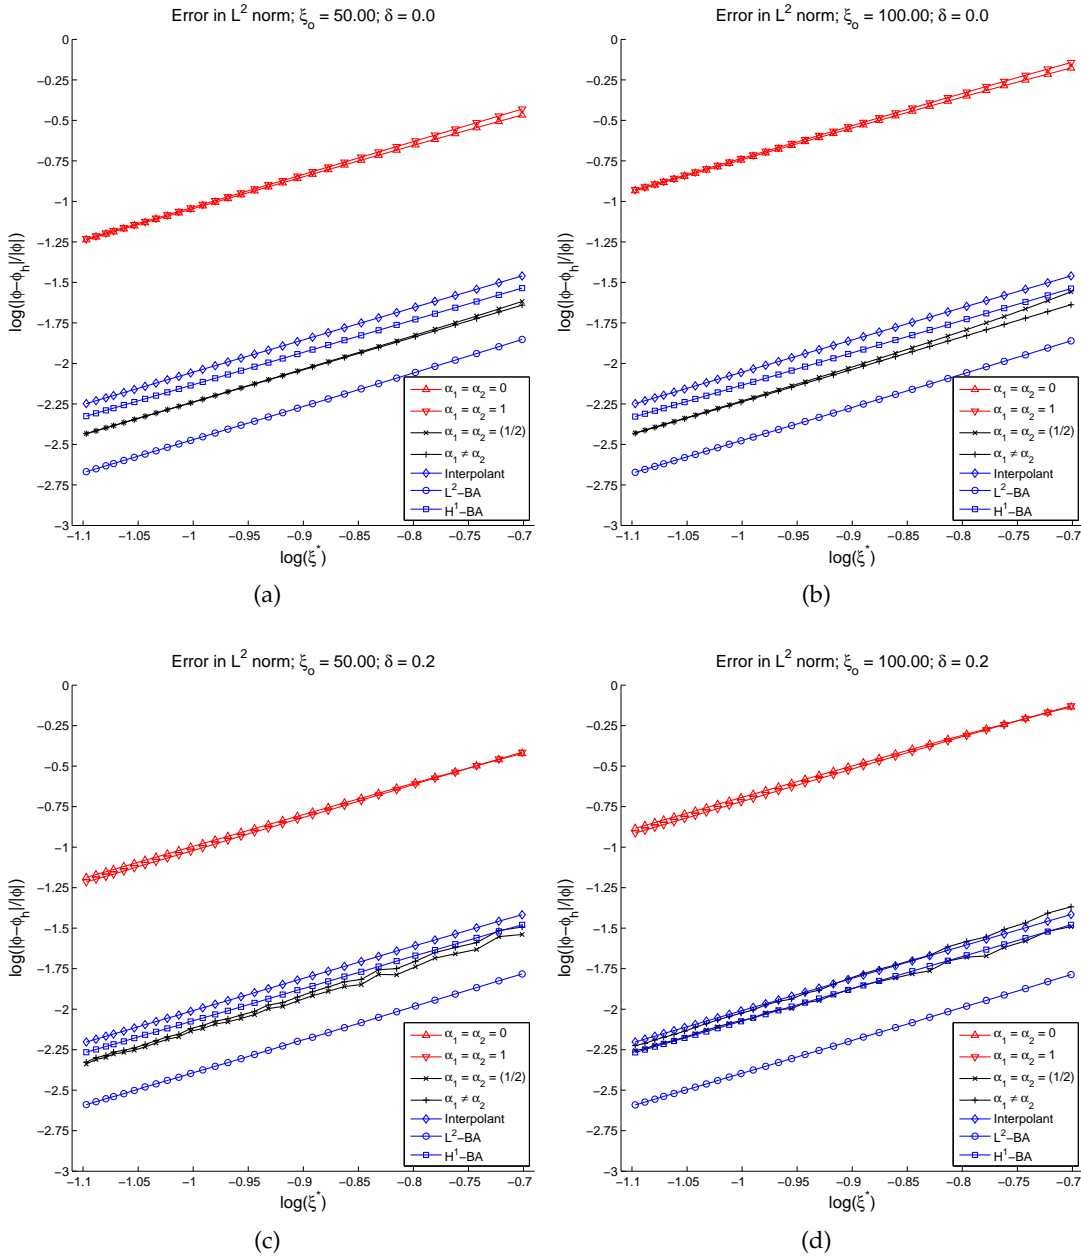 Error in L² norm; ξₒ = 50.00; δ = 0.0
0
−0.25
−0.5
−0.75
−1
−1.25
−1.5
−1.75
−2
−2.25
−2.5
−2.75
−3
log(|ϕ−ϕₕ|/|ϕ|)
α₁ = α₂ = 0
α₁ = α₂ = 1
α₁ = α₂ = (1/2)
α₁ ≠ α₂
Interpolant
L²−BA
H¹−BA
−1.1 −1.05 −1 −0.95 −0.9 −0.85 −0.8 −0.75 −0.7
log(ξ*)
(a)
Error in L² norm; ξₒ = 100.00; δ = 0.0
0
−0.25
−0.5
−0.75
−1
−1.25
−1.5
−1.75
−2
−2.25
−2.5
−2.75
−3
log(|ϕ−ϕₕ|/|ϕ|)
α₁ = α₂ = 0
α₁ = α₂ = 1
α₁ = α₂ = (1/2)
α₁ ≠ α₂
Interpolant
L²−BA
H¹−BA
−1.1 −1.05 −1 −0.95 −0.9 −0.85 −0.8 −0.75 −0.7
log(ξ*)
(b)
Error in L² norm; ξₒ = 50.00; δ = 0.2
0
−0.25
−0.5
−0.75
−1
−1.25
−1.5
−1.75
−2
−2.25
−2.5
−2.75
−3
log(|ϕ−ϕₕ|/|ϕ|)
α₁ = α₂ = 0
α₁ = α₂ = 1
α₁ = α₂ = (1/2)
α₁ ≠ α₂
Interpolant
L²−BA
H¹−BA
−1.1 −1.05 −1 −0.95 −0.9 −0.85 −0.8 −0.75 −0.7
log(ξ*)
(c)
Error in L² norm; ξₒ = 100.00; δ = 0.2
0
−0.25
−0.5
−0.75
−1
−1.25
−1.5
−1.75
−2
−2.25
−2.5
−2.75
−3
log(|ϕ−ϕₕ|/|ϕ|)
α₁ = α₂ = 0
α₁ = α₂ = 1
α₁ = α₂ = (1/2)
α₁ ≠ α₂
Interpolant
L²−BA
H¹−BA
−1.1 −1.05 −1 −0.95 −0.9 −0.85 −0.8 −0.75 −0.7
log(ξ*)
(d)